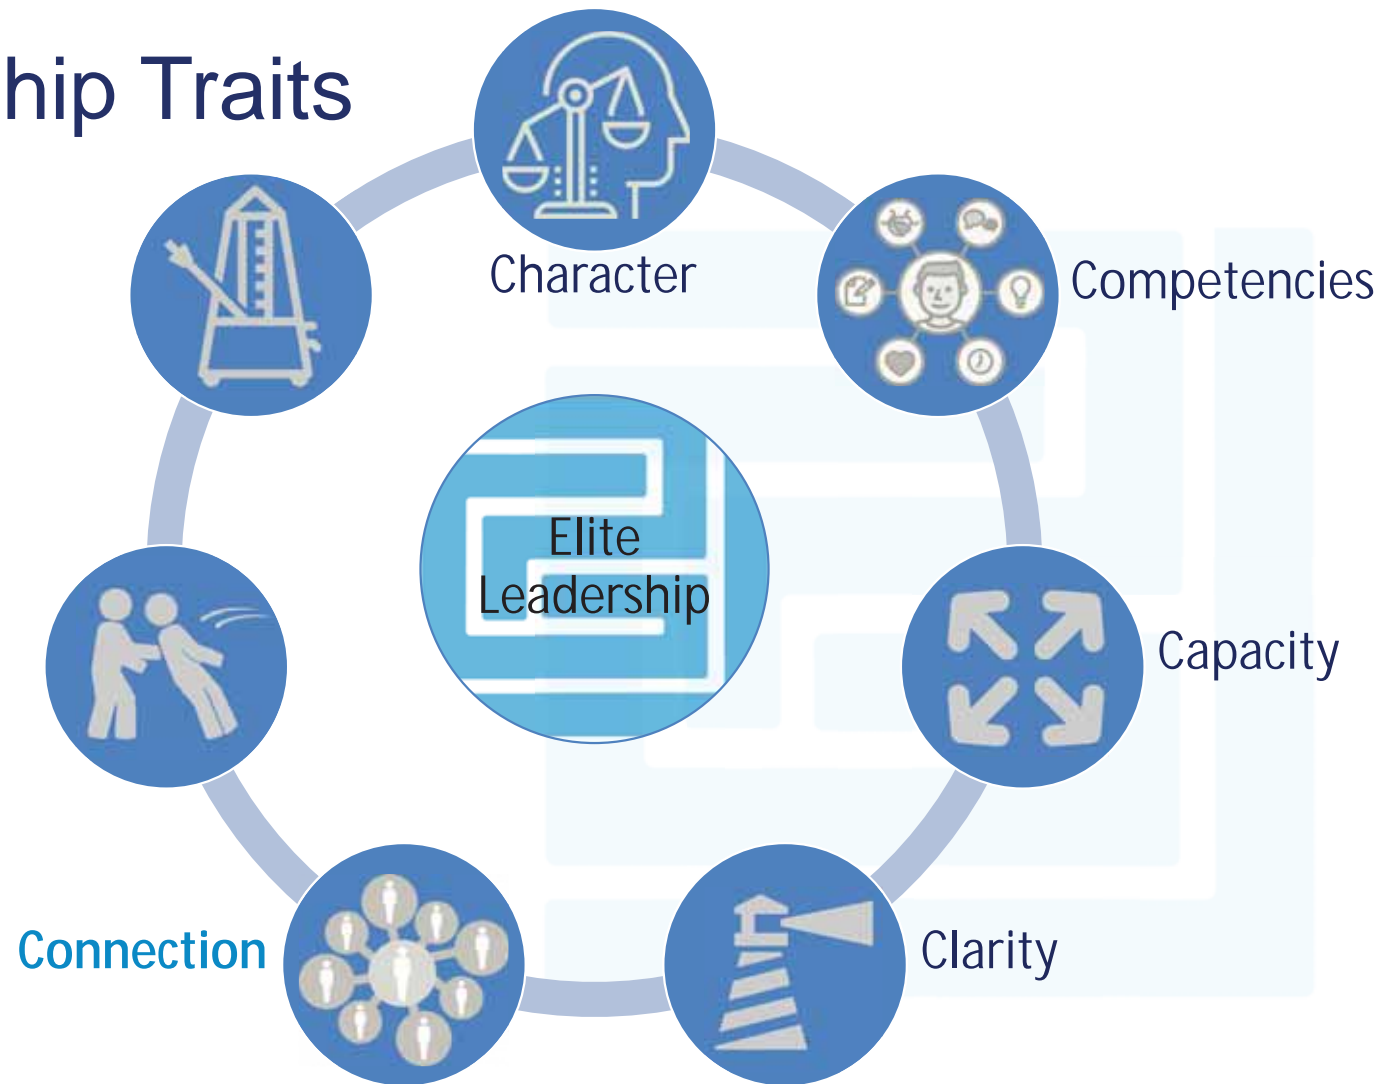 hip Traits
Character
Competencies
Elite
Leadership
Capacity
Connection
Clarity